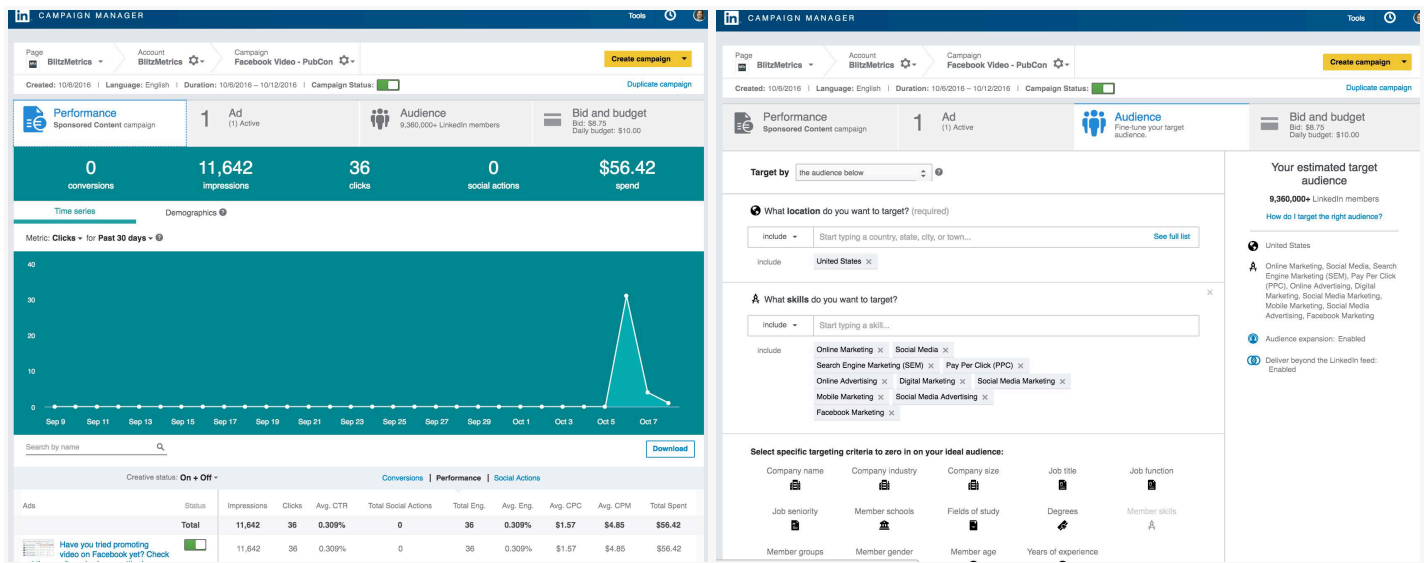 in CAMPAIGN MANAGER Tools
Page Account Campaign
BlitzMetrics BlitzMetrics Facebook Video - PubCon Create campaign
Created: 10/6/2016 | Language: English | Duration: 10/6/2016 – 10/12/2016 | Campaign Status: Duplicate campaign
Performance
Sponsored Content campaign
1 Ad
(1) Active
Audience
9,360,000+ LinkedIn members
Bid and budget
Bid: $8.75
Daily budget: $10.00
0 11,642 36 0 $56.42
conversions impressions clicks social actions spend
Time series Demographics
Metric: Clicks for Past 30 days
40
30
20
10
0
Sep 9 Sep 11 Sep 13 Sep 15 Sep 17 Sep 19 Sep 21 Sep 23 Sep 25 Sep 27 Sep 29 Oct 1 Oct 3 Oct 5 Oct 7
Search by name Download
Creative status: On + Off Conversions | Performance | Social Actions
Ads Status Impressions Clicks Avg. CTR Total Social Actions Total Eng. Avg. Eng. Avg. CPC Avg. CPM Total Spent
Total 11,642 36 0.309% 0 36 0.309% $1.57 $4.85 $56.42
Have you tried promoting
video on Facebook yet? Check
11,642 36 0.309% 0 36 0.309% $1.57 $4.85 $56.42
in CAMPAIGN MANAGER Tools
Page Account Campaign
BlitzMetrics BlitzMetrics Facebook Video - PubCon Create campaign
Created: 10/6/2016 | Language: English | Duration: 10/6/2016 – 10/12/2016 | Campaign Status: Duplicate campaign
Performance
Sponsored Content campaign
1 Ad
(1) Active
Audience
Fine-tune your target
audience.
Bid and budget
Bid: $8.75
Daily budget: $10.00
Target by the audience below
What location do you want to target? (required)
include Start typing a country, state, city, or town... See full list
include United States
What skills do you want to target?
include Start typing a skill...
include Online Marketing Social Media
Search Engine Marketing (SEM) Pay Per Click (PPC)
Online Advertising Digital Marketing Social Media Marketing
Mobile Marketing Social Media Advertising
Facebook Marketing
Select specific targeting criteria to zero in on your ideal audience:
Company name Company industry Company size Job title Job function
Job seniority Member schools Fields of study Degrees Member skills
Member groups Member gender Member age Years of experience
Your estimated target
audience
9,360,000+ LinkedIn members
How do I target the right audience?
United States
Online Marketing, Social Media, Search
Engine Marketing (SEM), Pay Per Click
(PPC), Online Advertising, Digital
Marketing, Social Media Marketing,
Mobile Marketing, Social Media
Advertising, Facebook Marketing
Audience expansion: Enabled
Deliver beyond the LinkedIn feed:
Enabled